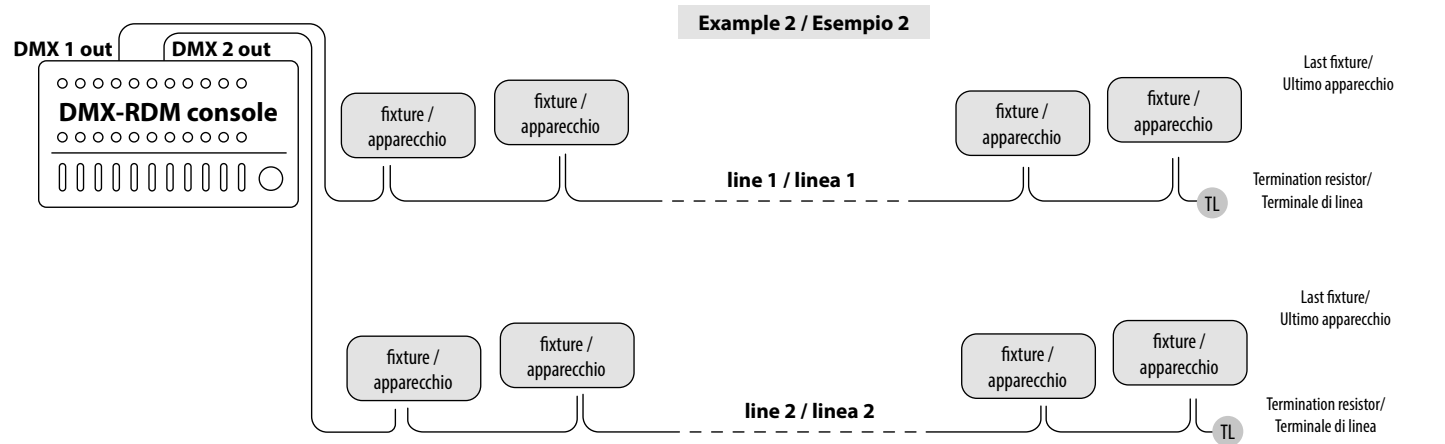 Example 2 / Esempio 2
DMX 1 out
DMX 2 out
DMX-RDM console
fixture /
apparecchio
fixture /
apparecchio
fixture /
apparecchio
fixture /
apparecchio
Last fixture/
Ultimo apparecchio
line 1 / linea 1
TL
Termination resistor/
Terminale di linea
fixture /
apparecchio
fixture /
apparecchio
fixture /
apparecchio
fixture /
apparecchio
Last fixture/
Ultimo apparecchio
line 2 / linea 2
TL
Termination resistor/
Terminale di linea